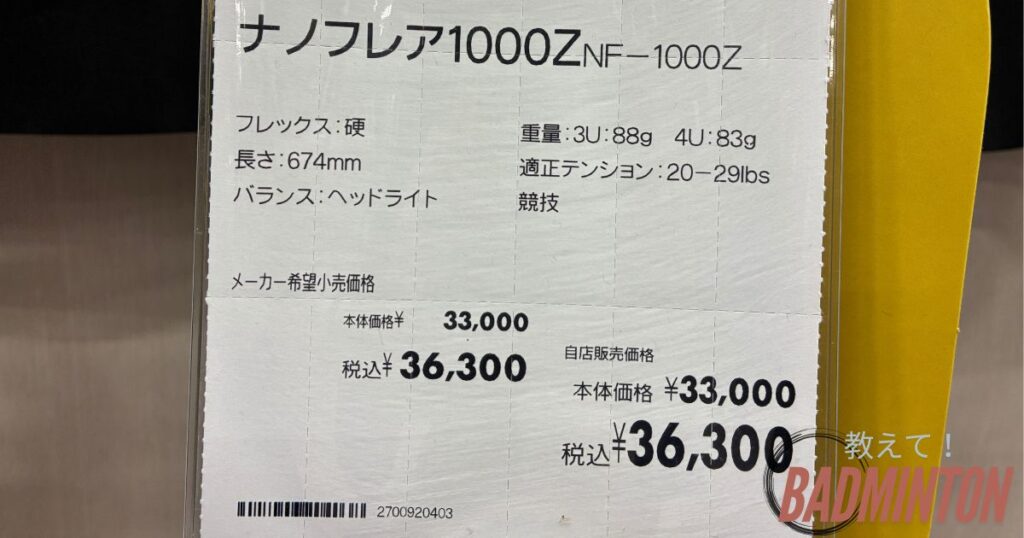 ナノフレア1000Z NF-1000Z
フレックス:硬
長さ:674mm
バランス:ヘッドライト
重量:3U:88g 4U:83g
適正テンション:20-29lbs
競技
メーカー希望小売価格
本体価格¥ 33,000
税込¥36,300
自店販売価格
本体価格 ¥33,000
税込¥36,300
2700920403
教えて!
BADMINTON